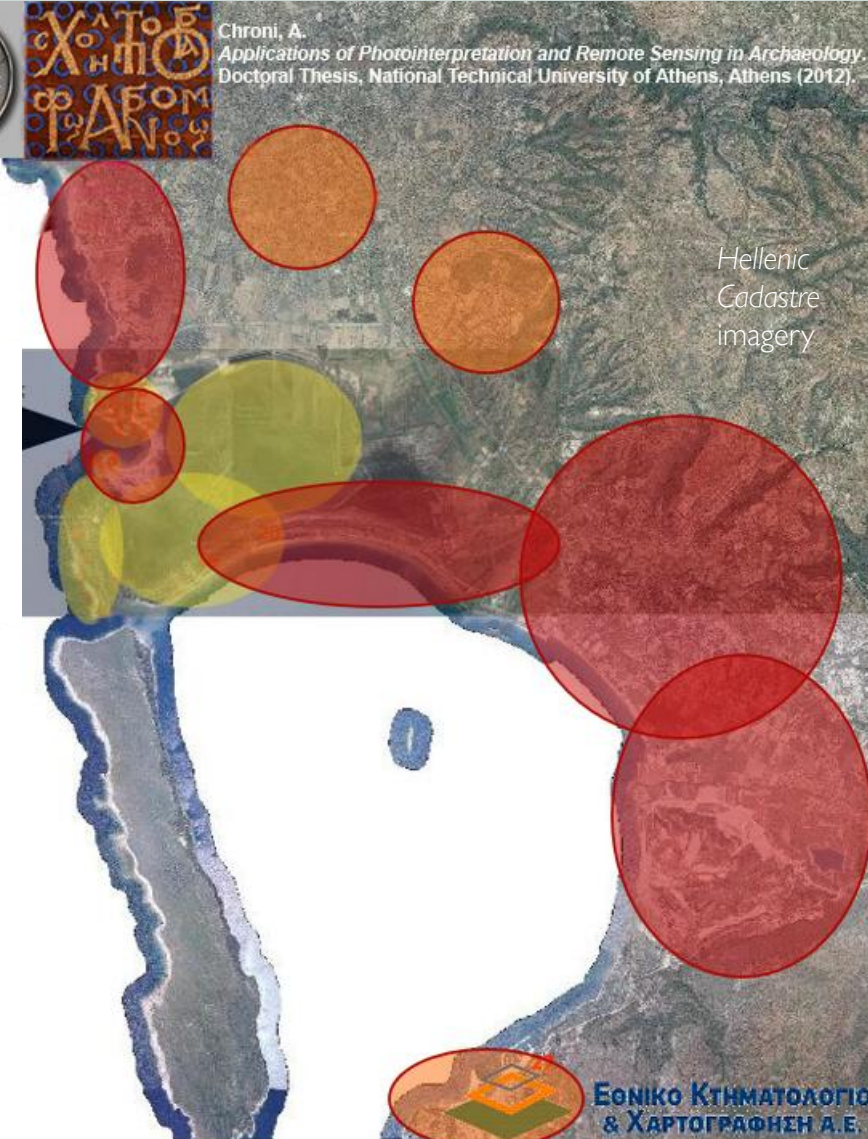 Chroni, A.
Applications of Photointerpretation and Remote Sensing in Archaeology.
Doctoral Thesis, National Technical University of Athens, Athens (2012).
Hellenic
Cadastre
imagery
ΕΘΝΙΚΟ ΚΤΗΜΑΤΟΛΟΓΙΟ
& ΧΑΡΤΟΓΡΑΦΗΣΗ Α.Ε.